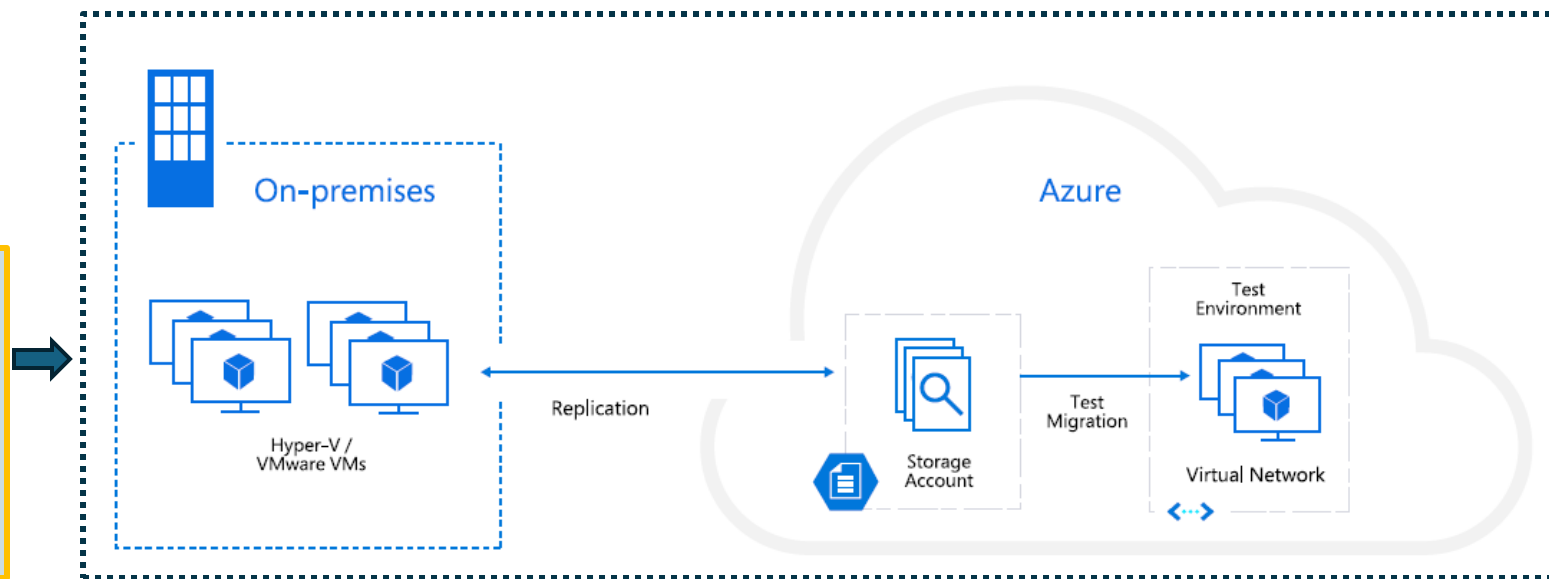 On-premises
Azure
Test
Environment
Replication
Test
Migration
Hyper-V /
VMware VMs
Storage
Account
Virtual Network